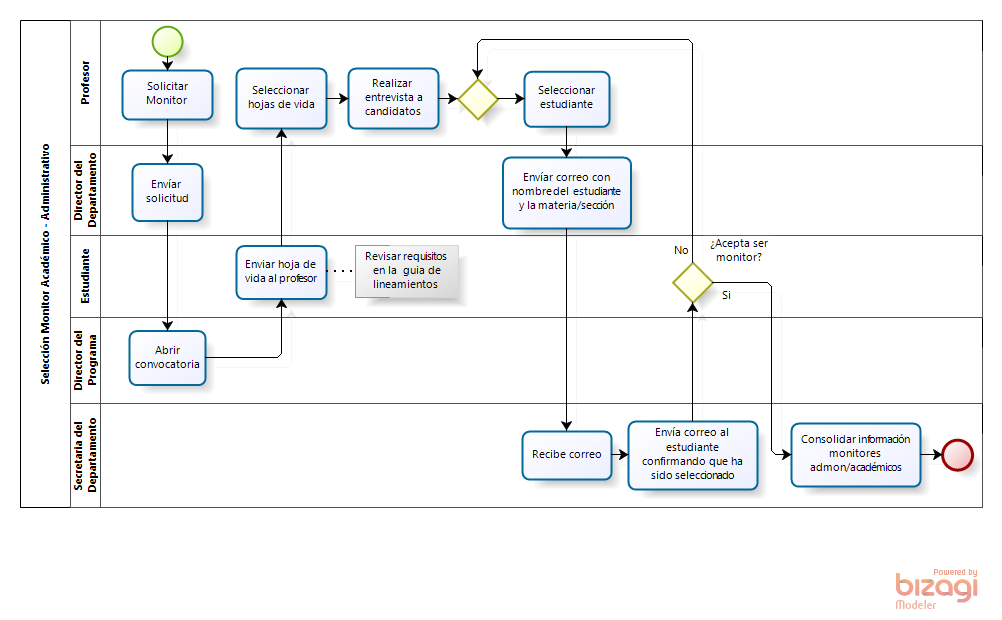 Selección Monitor Académico - Administrativo
Profesor
Solicitar
Monitor
Seleccionar
hojas de vida
Realizar
entrevista a
candidatos
Seleccionar
estudiante
Director del
Departamento
Envíar
solicitud
Envíar correo con
nombre del estudiante
y la materia/sección
Estudiante
Enviar hoja de
vida al profesor
Revisar requisitos
en la guia de
lineamientos
No
¿Acepta ser
monitor?
Si
Director del
Programa
Abrir
convocatoria
Secretaria del
Departamento
Recibe correo
Envía correo al
estudiante
confirmando que ha
sido seleccionado
Consolidar información
monitores
admon/académicos
Powered by
bizagi
Modeler